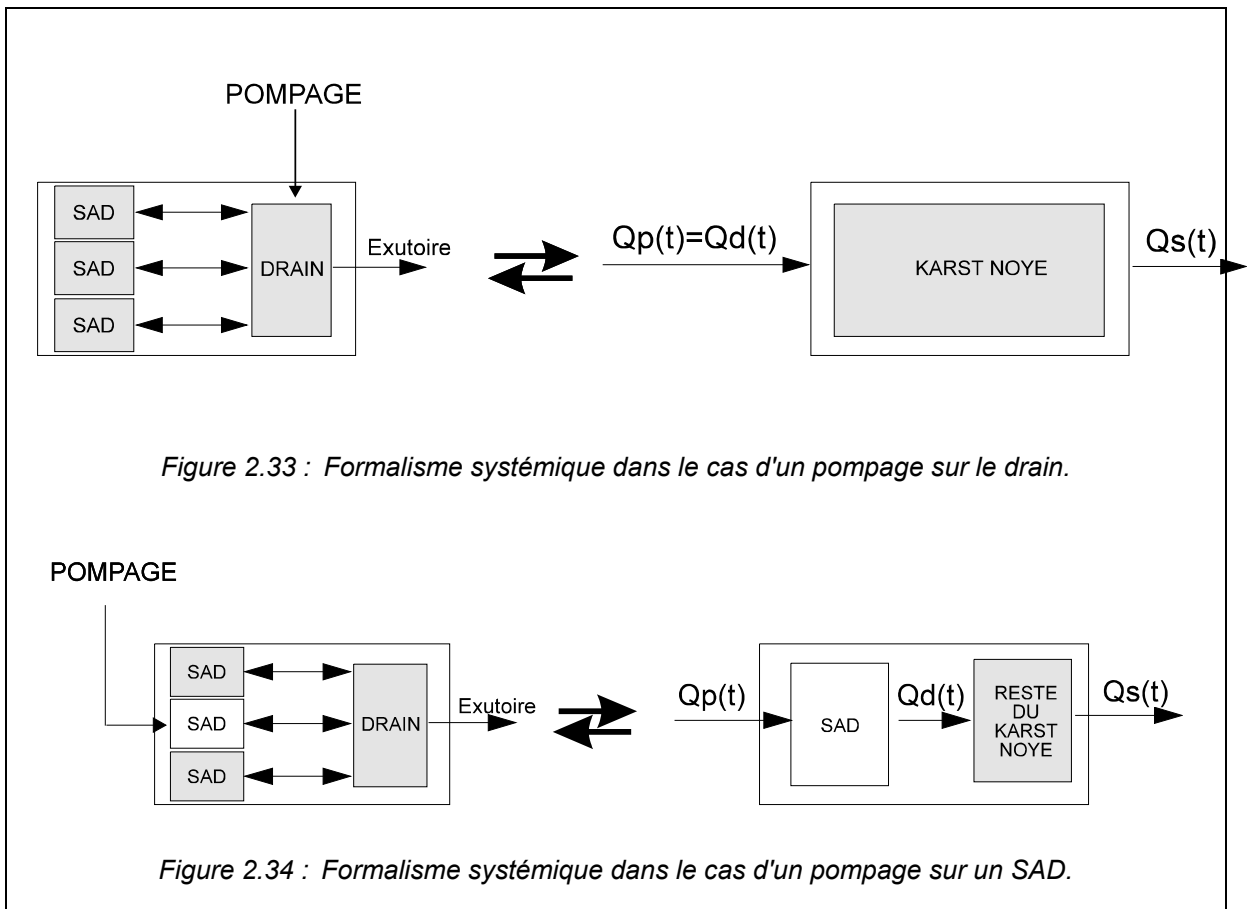 POMPAGE
SAD
SAD
SAD
DRAIN
Exutoire
Qp(t)=Qd(t)
KARST NOYE
Qs(t)
Figure 2.33 : Formalisme systémique dans le cas d'un pompage sur le drain.
POMPAGE
SAD
SAD
SAD
DRAIN
Exutoire
Qp(t)
SAD
Qd(t)
RESTE
DU
KARST
NOYE
Qs(t)
Figure 2.34 : Formalisme systémique dans le cas d'un pompage sur un SAD.